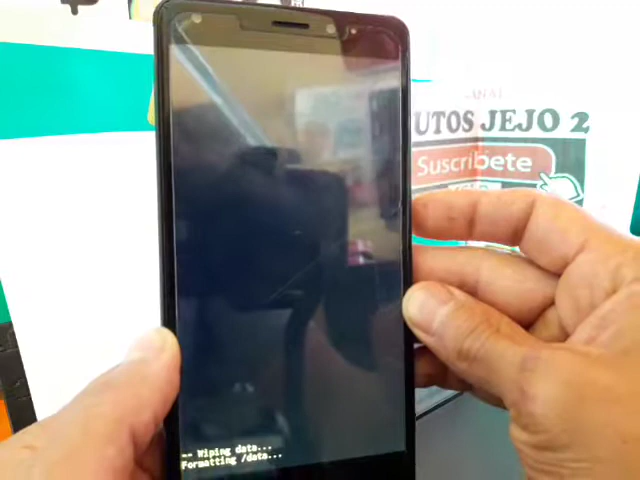 UTOS JEJO 2
Suscribete
-- Wiping data...
Formatting /data...